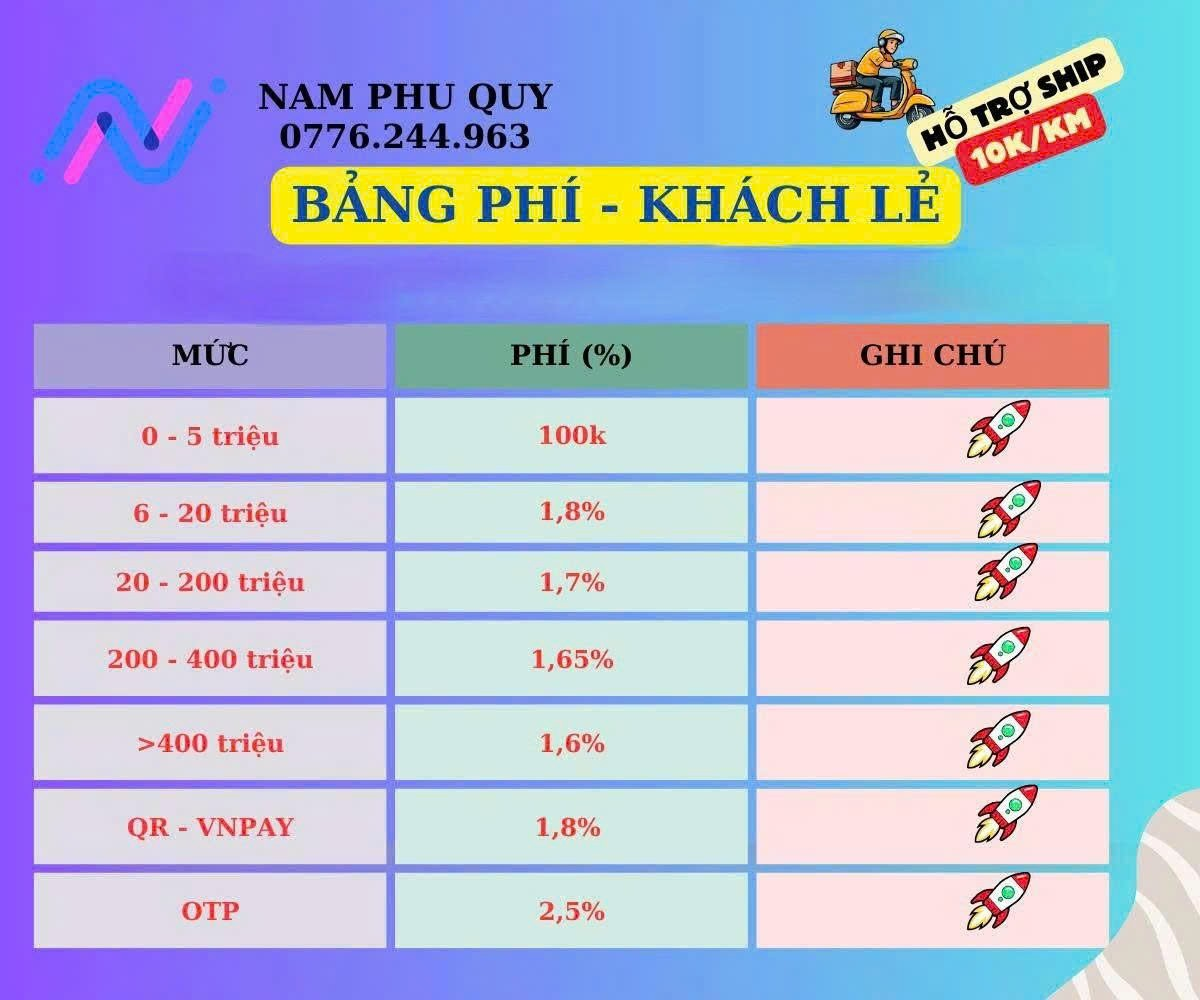 NAM PHU QUY
0776.244.963
HỖ TRỢ SHIP
10K/KM
BẢNG PHÍ - KHÁCH LẺ
MỨC PHÍ (%) GHI CHÚ
0 - 5 triệu 100k
6 - 20 triệu 1,8%
20 - 200 triệu 1,7%
200 - 400 triệu 1,65%
>400 triệu 1,6%
QR - VNPAY 1,8%
OTP 2,5%